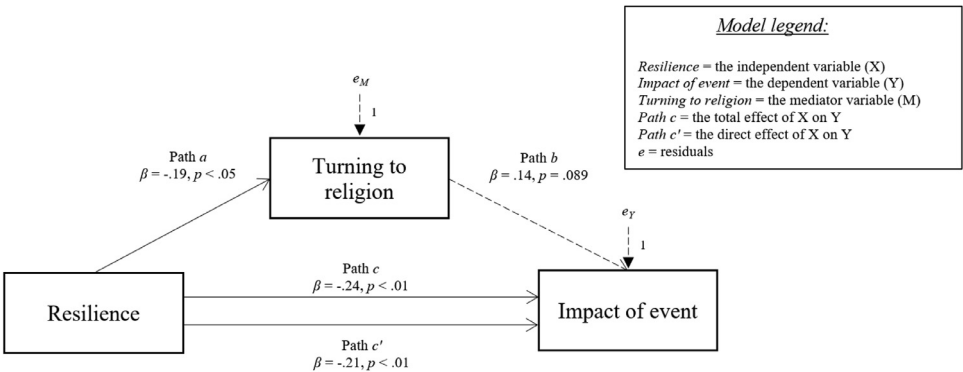 Model legend:
Resilience = the independent variable (X)
Impact of event = the dependent variable (Y)
Turning to religion = the mediator variable (M)
Path c = the total effect of X on Y
Path c' = the direct effect of X on Y
e = residuals
eM
1
Turning to
religion
Path a
β = -.19, p < .05
Path b
β = .14, p = .089
eY
1
Resilience
Path c
β = -.24, p < .01
Impact of event
Path c'
β = -.21, p < .01